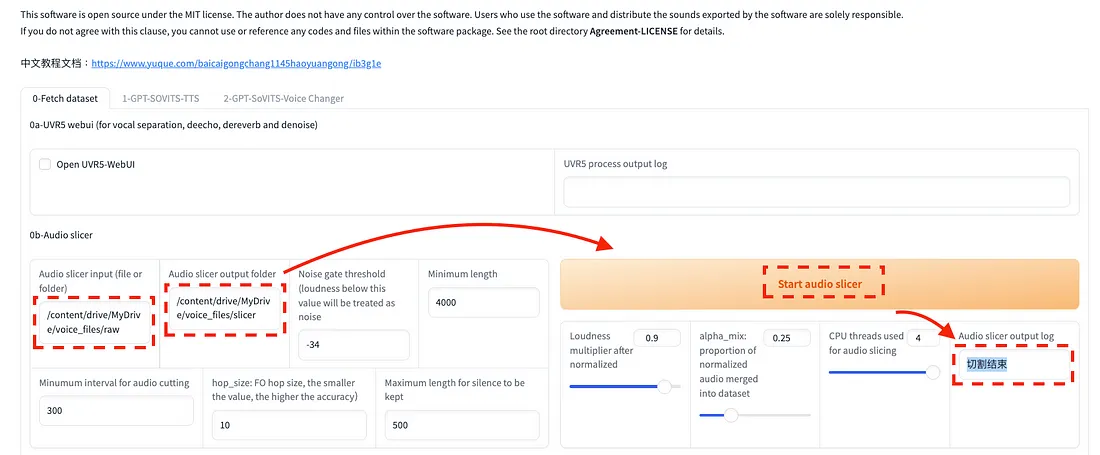 This software is open source under the MIT license. The author does not have any control over the software. Users who use the software and distribute the sounds exported by the software are solely responsible.
If you do not agree with this clause, you cannot use or reference any codes and files within the software package. See the root directory Agreement-LICENSE for details.
中文教程文档：https://www.yuque.com/baicaigongchang1145haoyuangong/ib3g1e
0-Fetch dataset
1-GPT-SOVITS-TTS
2-GPT-SoVITS-Voice Changer
0a-UVR5 webui (for vocal separation, deecho, dereverb and denoise)
Open UVR5-WebUI
UVR5 process output log
0b-Audio slicer
Audio slicer input (file or
folder)
/content/drive/MyDriv
e/voice_files/raw
Audio slicer output folder
/content/drive/MyDriv
e/voice_files/slicer
Noise gate threshold
(loudness below this
value will be treated as
noise
-34
Minimum length
4000
Minumum interval for audio cutting
300
hop_size: FO hop size, the smaller
the value, the higher the accuracy)
10
Maximum length for silence to be
kept
500
Start audio slicer
Loudness
multiplier after
normalized
0.9
alpha_mix:
proportion of
normalized
audio merged
into dataset
0.25
CPU threads used
for audio slicing
4
Audio slicer output log
切割结束